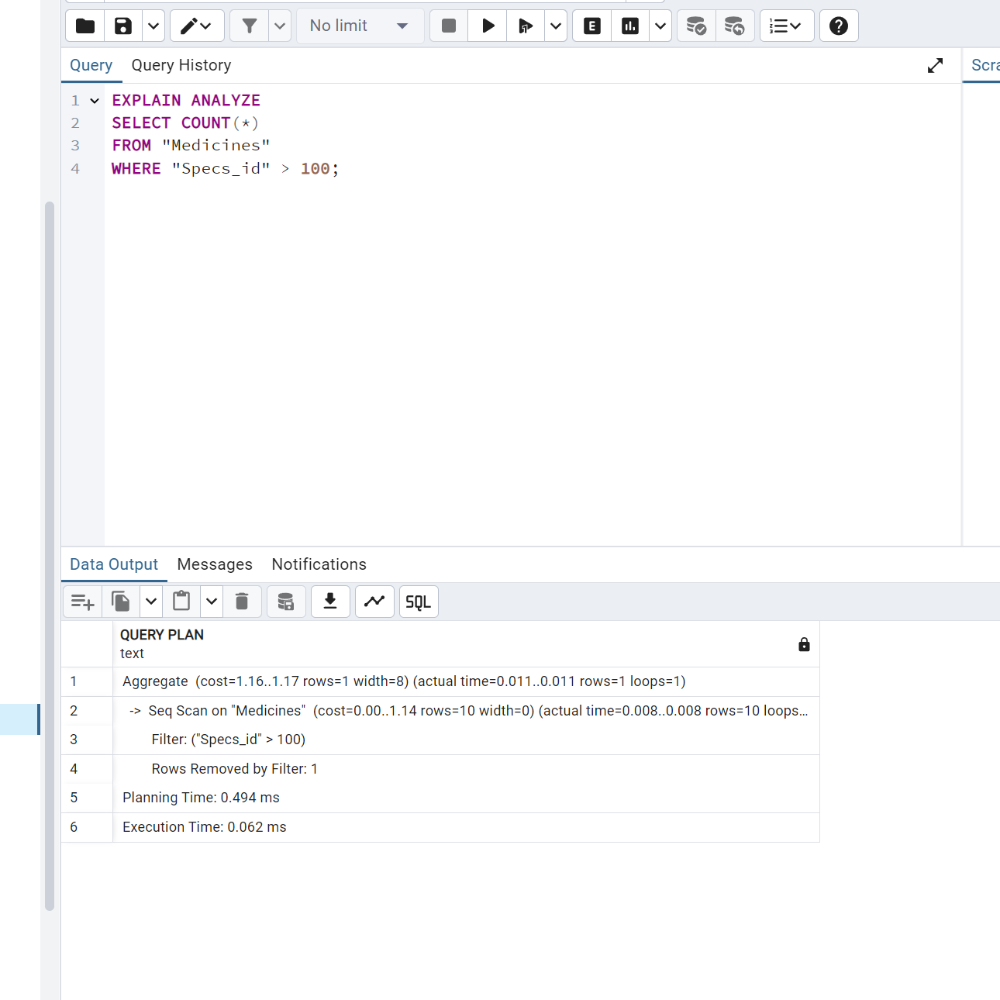 No limit
E
Query Query History
Scra
1 EXPLAIN ANALYZE
2 SELECT COUNT(*)
3 FROM "Medicines"
4 WHERE "Specs_id" > 100;
Data Output Messages Notifications
SQL
QUERY PLAN
text
1 Aggregate (cost=1.16..1.17 rows=1 width=8) (actual time=0.011..0.011 rows=1 loops=1)
2 -> Seq Scan on "Medicines" (cost=0.00..1.14 rows=10 width=0) (actual time=0.008..0.008 rows=10 loops...
3 Filter: ("Specs_id" > 100)
4 Rows Removed by Filter: 1
5 Planning Time: 0.494 ms
6 Execution Time: 0.062 ms